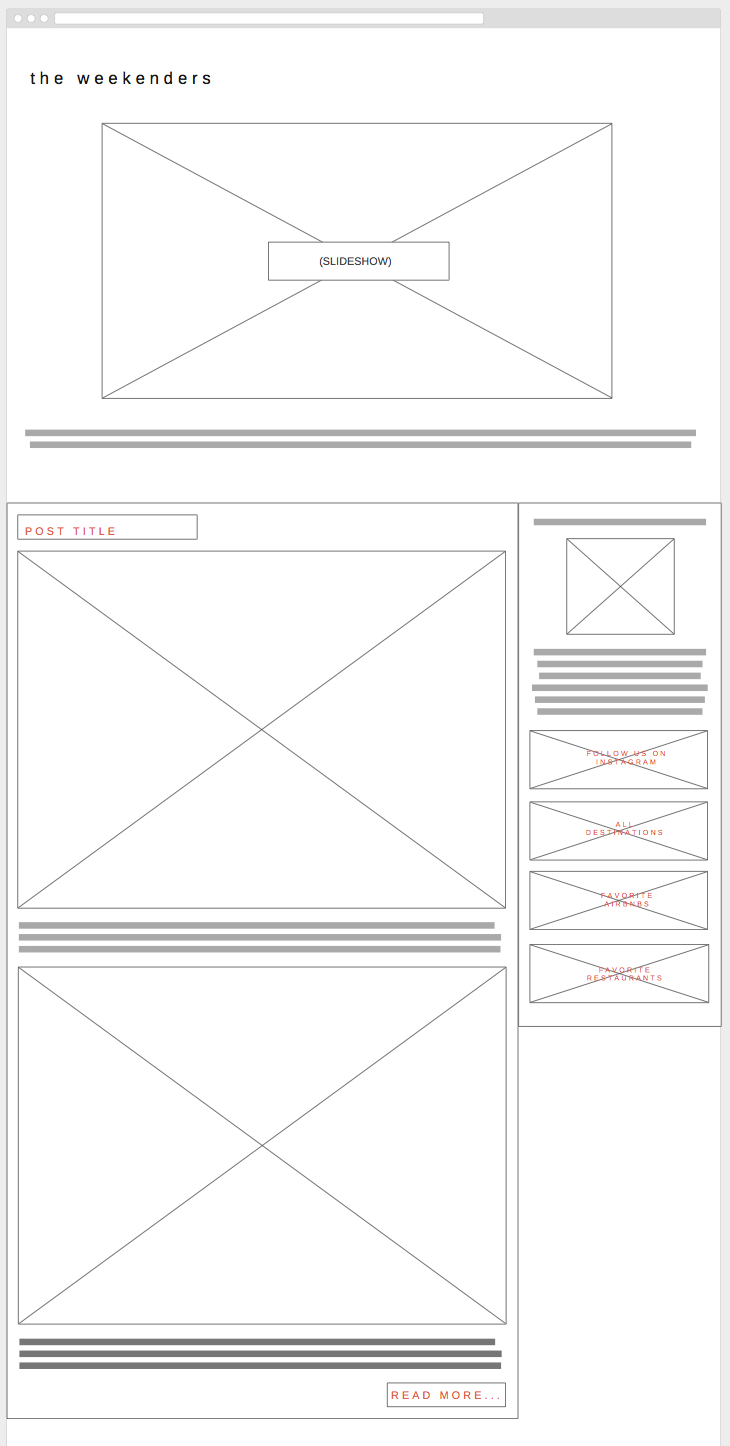 the weekenders
(SLIDESHOW)
POST TITLE
FOLLOW US ON
INSTAGRAM
ALL
DESTINATIONS
FAVORITE
AIRBNBS
FAVORITE
RESTAURANTS
READ MORE...